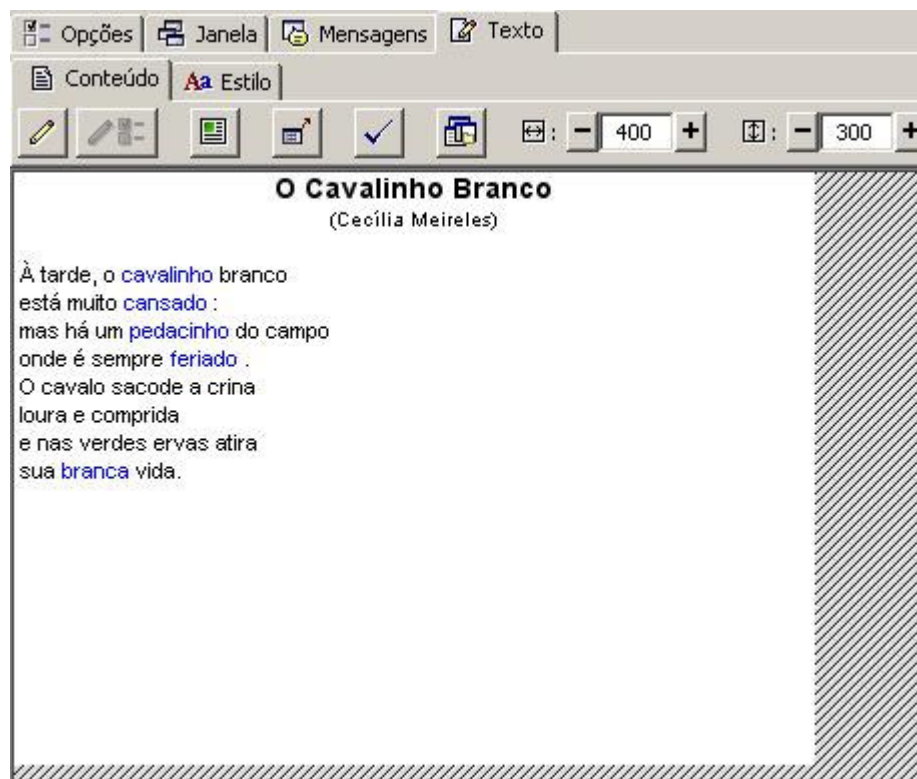 Opções Janela Mensagens Texto
Conteúdo Aa Estilo
: - 400 + : - 300 +
O Cavalinho Branco
(Cecília Meireles)
À tarde, o cavalinho branco
está muito cansado :
mas há um pedacinho do campo
onde é sempre feriado .
O cavalo sacode a crina
loura e comprida
e nas verdes ervas atira
sua branca vida.